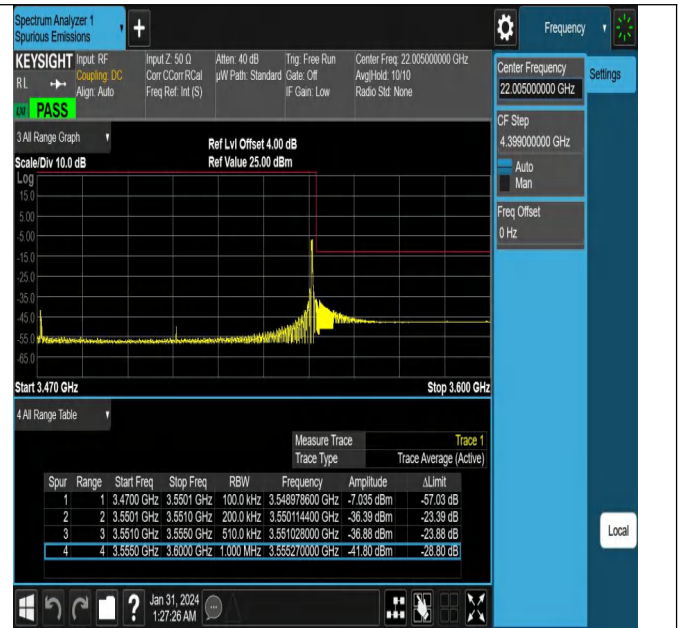 Spectrum Analyzer 1
Spurious Emissions
+
Frequency
KEYSIGHT Input: RF Input Z: 50 Ω Atten: 40 dB Trig: Free Run Center Freq: 22.005000000 GHz
RL Coupling: DC Corr CCorr RCal µW Path: Standard Gate: Off Avg|Hold: 10/10
Align: Auto Freq Ref: Int (S) IF Gain: Low Radio Std: None
PASS
Center Frequency
22.005000000 GHz
Settings
CF Step
4.399000000 GHz
Auto
Man
Freq Offset
0 Hz
Local
3 All Range Graph
Ref Lvl Offset 4.00 dB
Scale/Div 10.0 dB Ref Value 25.00 dBm
Log
15.0
5.00
-5.00
-15.0
-25.0
-35.0
-45.0
-55.0
-65.0
Start 3.470 GHz Stop 3.600 GHz
4 All Range Table
Measure Trace Trace 1
Trace Type Trace Average (Active)
Spur Range Start Freq Stop Freq RBW Frequency Amplitude ΔLimit
1 1 3.4700 GHz 3.5501 GHz 100.0 kHz 3.548978600 GHz -7.035 dBm -57.03 dB
2 2 3.5501 GHz 3.5510 GHz 200.0 kHz 3.550114400 GHz -36.39 dBm -23.39 dB
3 3 3.5510 GHz 3.5550 GHz 510.0 kHz 3.551028000 GHz -36.88 dBm -23.88 dB
4 4 3.5550 GHz 3.6000 GHz 1.000 MHz 3.555270000 GHz -41.80 dBm -28.80 dB
? Jan 31, 2024
1:27:26 AM